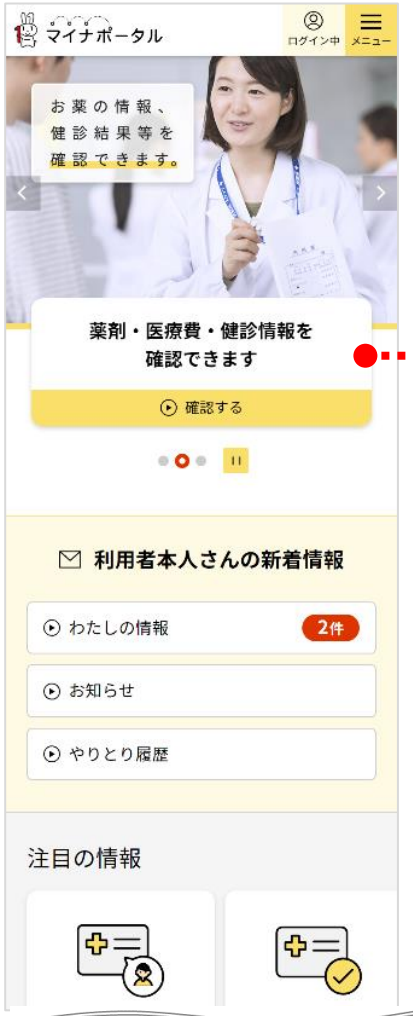 マイナポータル
ログイン中
メニュー
お薬の情報、
健診結果等を
確認できます。
薬剤・医療費・健診情報を
確認できます
確認する
利用者本人さんの新着情報
わたしの情報
2件
お知らせ
やりとり履歴
注目の情報